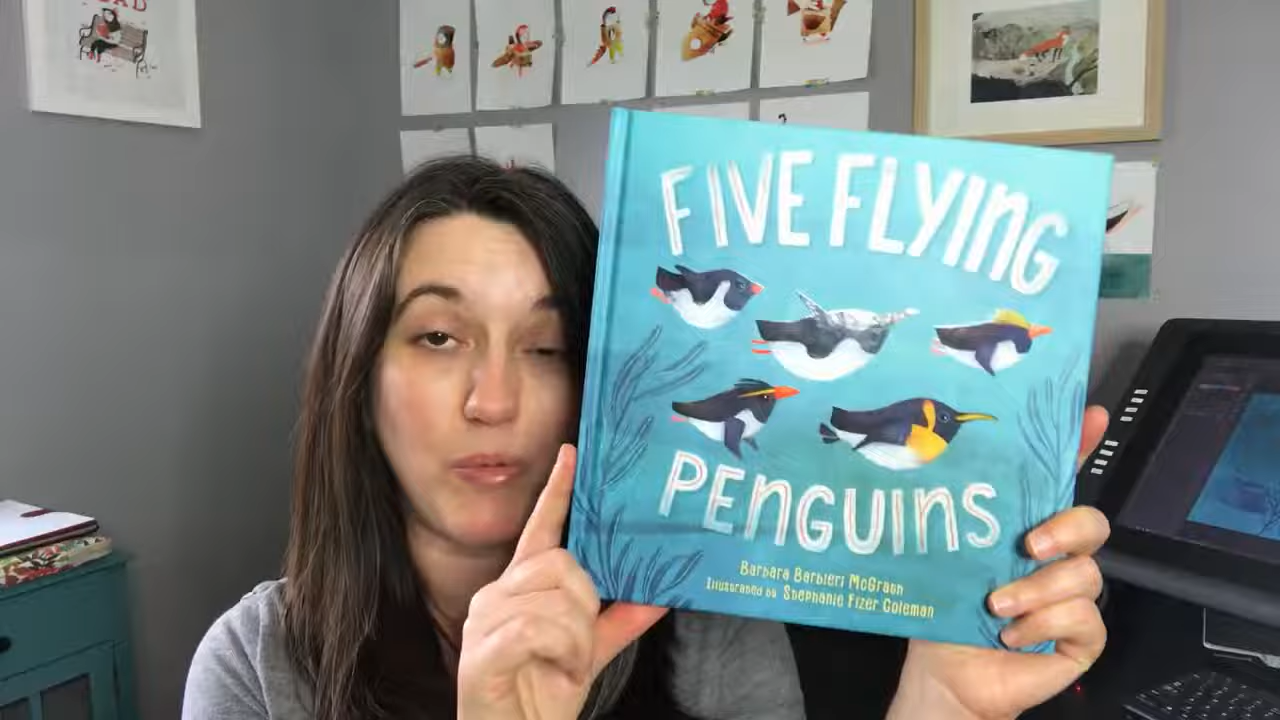 FIVE FLYING
PENGUINS
Barbara Barbieri McGrath
Illustrated by Stephanie Fizer Coleman